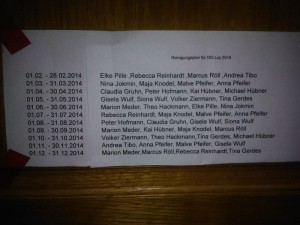 Reinigungsplan für OG Log 2014
01.02. - 28.02.2014 Elke Pille ,Rebecca Reinhardt ,Marcus Röll, Andrea Tibo
01.03. - 31.03.2014 Nina Jokmin, Maja Knodel, Malve Pfeifer, Anna Pfeifer
01.04. - 30.04.2014 Claudia Gruhn, Peter Hofmann, Kai Hübner, Michael Hübner
01.05. - 31.05.2014 Gisela Wulf, Siona Wulf, Volker Ziermann, Tina Gerdes
01.06. - 30.06.2014 Marion Meder, Theo Hackmann, Elke Pille, Nina Jokmin
01.07. - 31.07.2014 Rebecca Reinhardt, Maja Knodel, Malve Pfeifer, Anna Pfeifer
01.08. - 31.08.2014 Peter Hofmann, Claudia Gruhn, Gisela Wulf, Siona Wulf
01.09. - 30.09.2014 Marion Meder, Kai Hübner, Maja Knodel, Marcus Röll
01.10. - 31.10.2014 Volker Ziermann, Theo Hackmann, Tina Gerdes, Michael Hübner
01.11. - 30.11.2014 Andrea Tibo, Anna Pfeifer, Malve Pfeifer, Gisela Wulf
01.12. - 31.12.2014 Marion Meder,Marcus Röll,Rebecca Reinhardt,Tina Gerdes